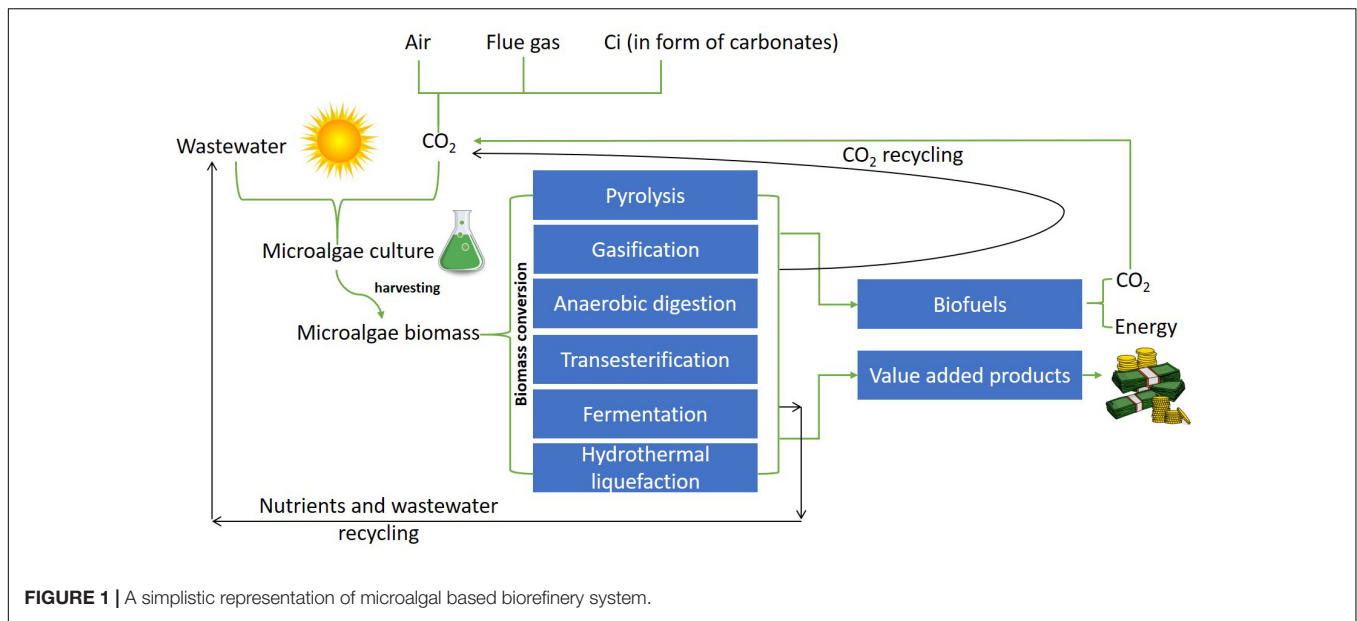 Air
Flue gas
Ci (in form of carbonates)
Wastewater
CO₂
CO₂ recycling
Microalgae culture
harvesting
Microalgae biomass
Biomass conversion
Pyrolysis
Gasification
Anaerobic digestion
Transesterification
Fermentation
Hydrothermal
liquefaction
Biofuels
CO₂
Energy
Value added products
Nutrients and wastewater
recycling
FIGURE 1 | A simplistic representation of microalgal based biorefinery system.